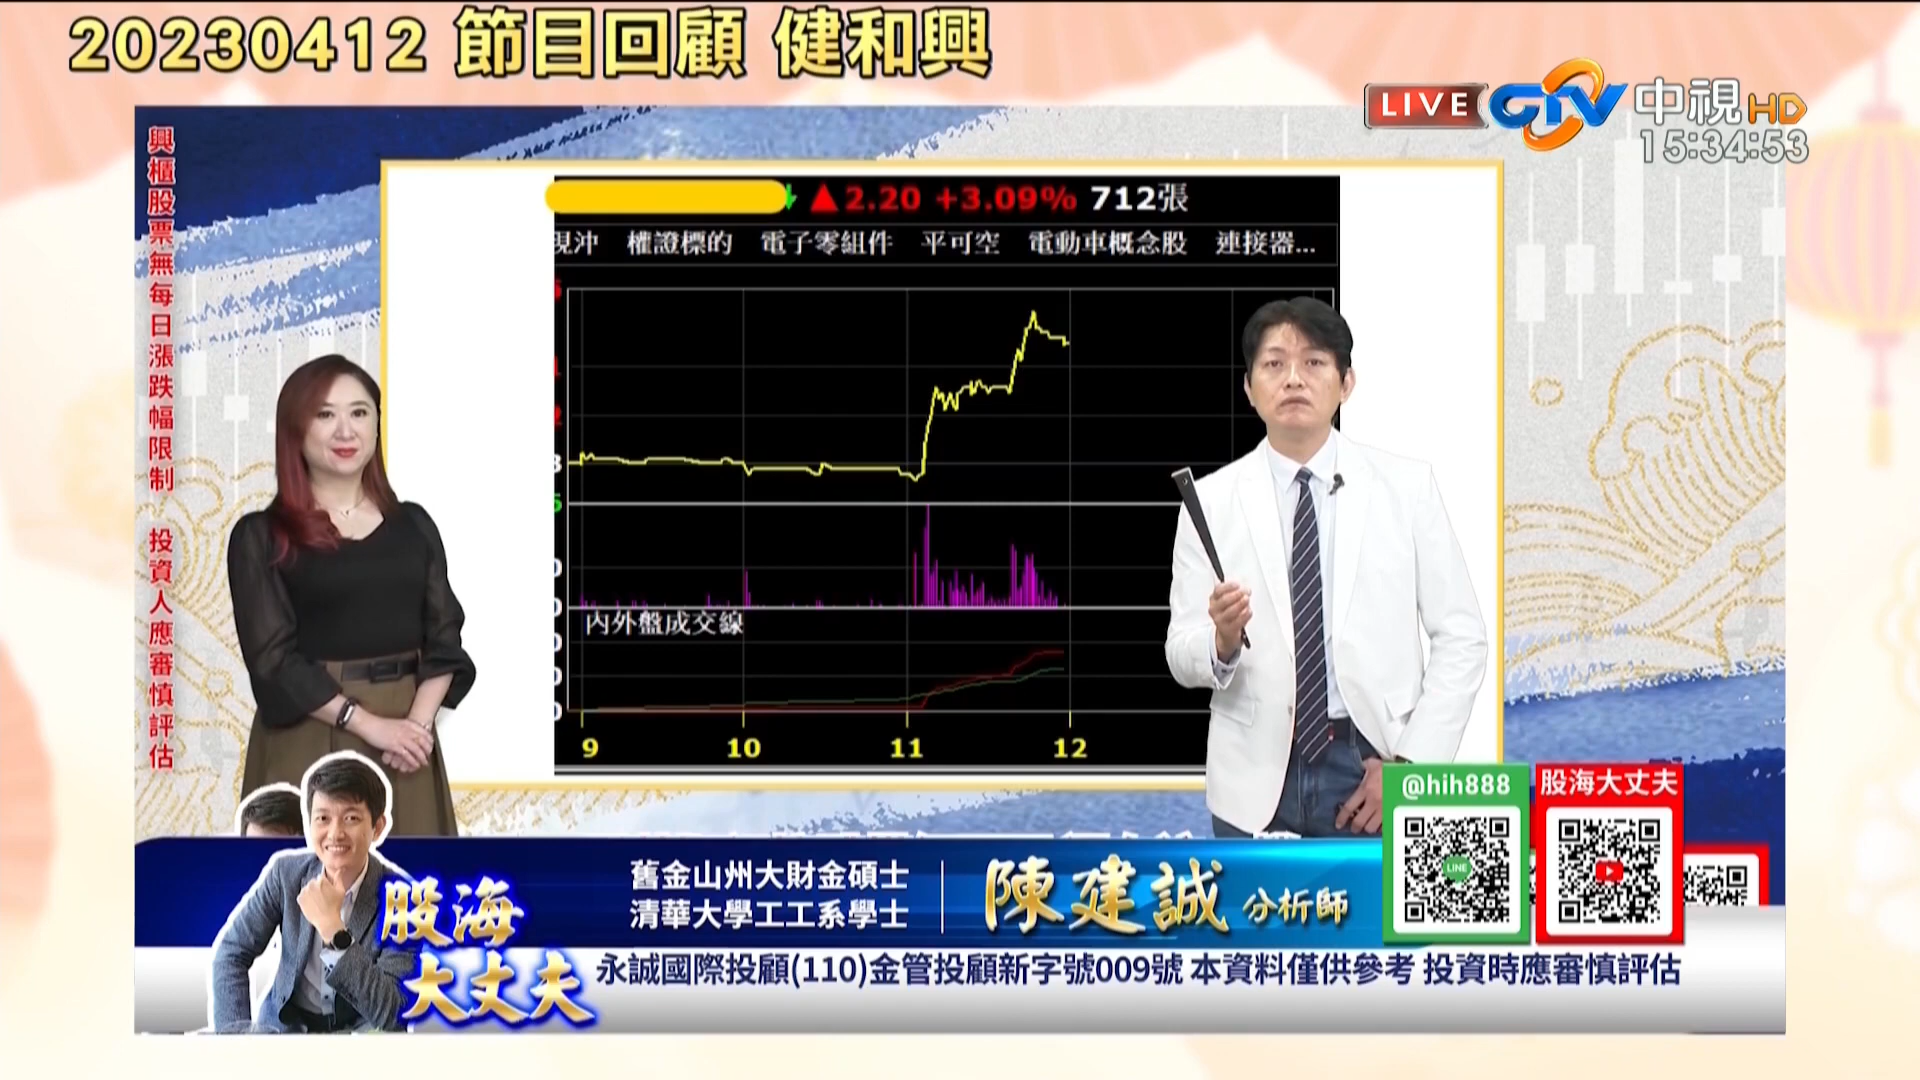 20230412 節目回顧 健和興
LIVE CTV 中視 HD
15:34:53
興櫃股票無每日漲跌幅限制 投資人應審慎評估
▲2.20 +3.09% 712張
現沖 權證標的 電子零組件 平可空 電動車概念股 連接器...
內外盤成交線
9 10 11 12
@hih888
LINE
股海大丈夫
股海
大丈夫
舊金山州大財金碩士
清華大學工工系學士
陳建誠 分析師
永誠國際投顧(110)金管投顧新字號009號 本資料僅供參考 投資時應審慎評估